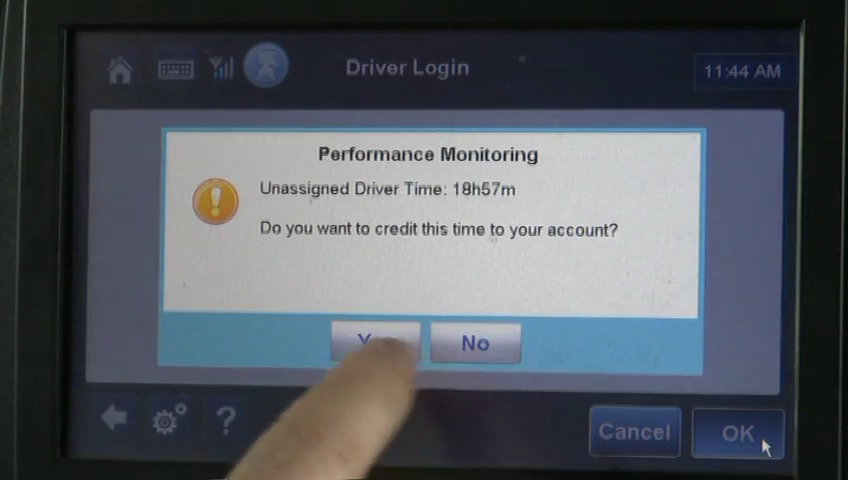 Driver Login
11:44 AM
Performance Monitoring
Unassigned Driver Time: 18h57m
Do you want to credit this time to your account?
No
?
Cancel
OK